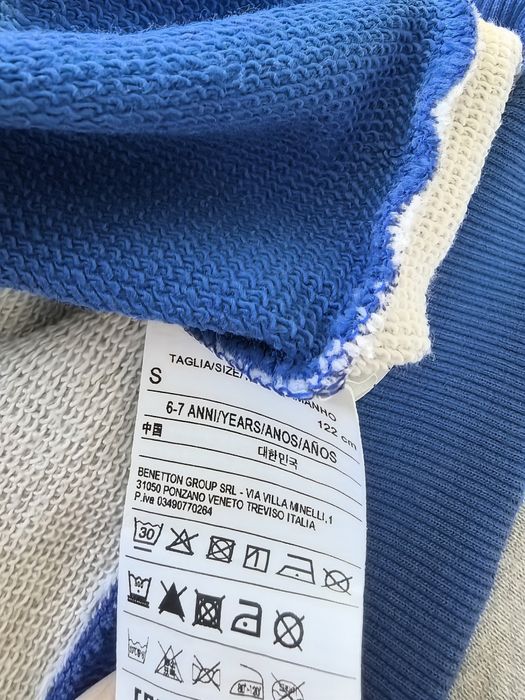 TAGLIA/SIZE/
MANHO
S
122 cm
6-7 ANNI/YEARS/ANOS/AÑOS
中国
대한민국
BENETTON GROUP SRL - VIA VILLA MINELLI, 1
31050 PONZANO VENETO TREVISO ITALIA
P.iva 03490770264
30